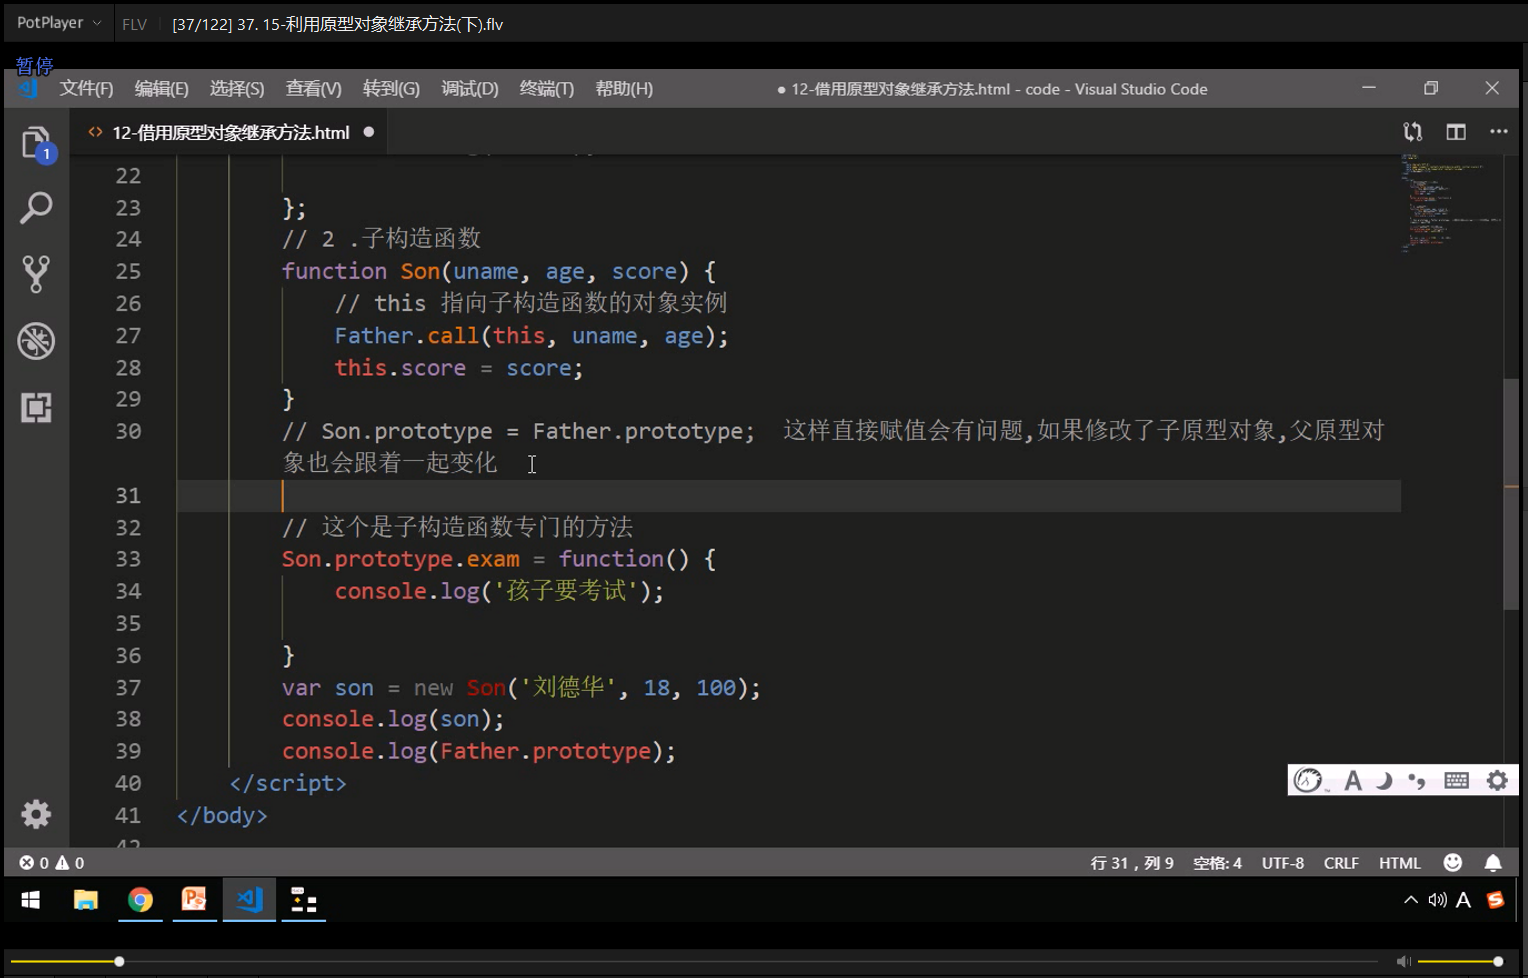 PotPlayer FLV [37/122] 37. 15-利用原型对象继承方法(下).flv
暂停
文件(F) 编辑(E) 选择(S) 查看(V) 转到(G) 调试(D) 终端(T) 帮助(H) ● 12-借用原型对象继承方法.html - code - Visual Studio Code
<> 12-借用原型对象继承方法.html ●
1
22
23 };
24 // 2 .子构造函数
25 function Son(uname, age, score) {
26 // this 指向子构造函数的对象实例
27 Father.call(this, uname, age);
28 this.score = score;
29 }
30 // Son.prototype = Father.prototype; 这样直接赋值会有问题,如果修改了子原型对象,父原型对
象也会跟着一起变化
31
32 // 这个是子构造函数专门的方法
33 Son.prototype.exam = function() {
34 console.log('孩子要考试');
35
36 }
37 var son = new Son('刘德华', 18, 100);
38 console.log(son);
39 console.log(Father.prototype);
40 </script>
41 </body>
42
0 0 行 31，列 9 空格: 4 UTF-8 CRLF HTML
A
A